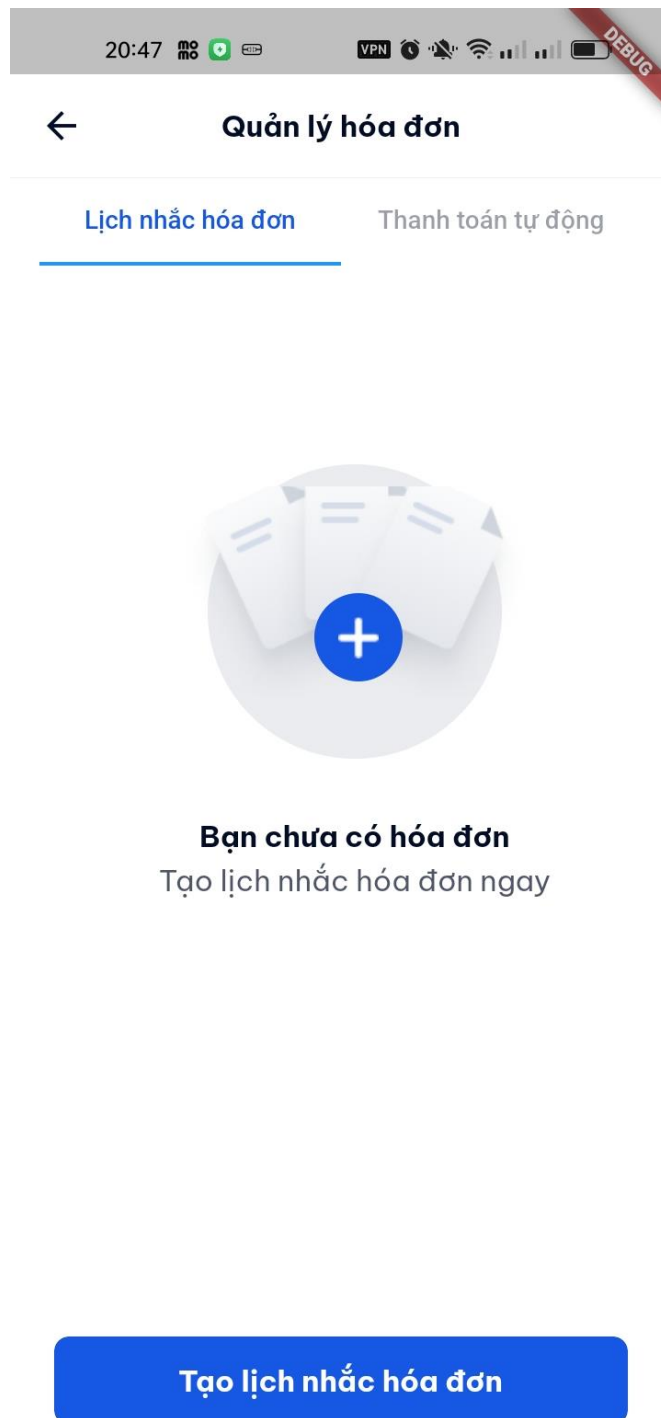 20:47
VPN
DEBUG
Quản lý hóa đơn
Lịch nhắc hóa đơn
Thanh toán tự động
Bạn chưa có hóa đơn
Tạo lịch nhắc hóa đơn ngay
Tạo lịch nhắc hóa đơn